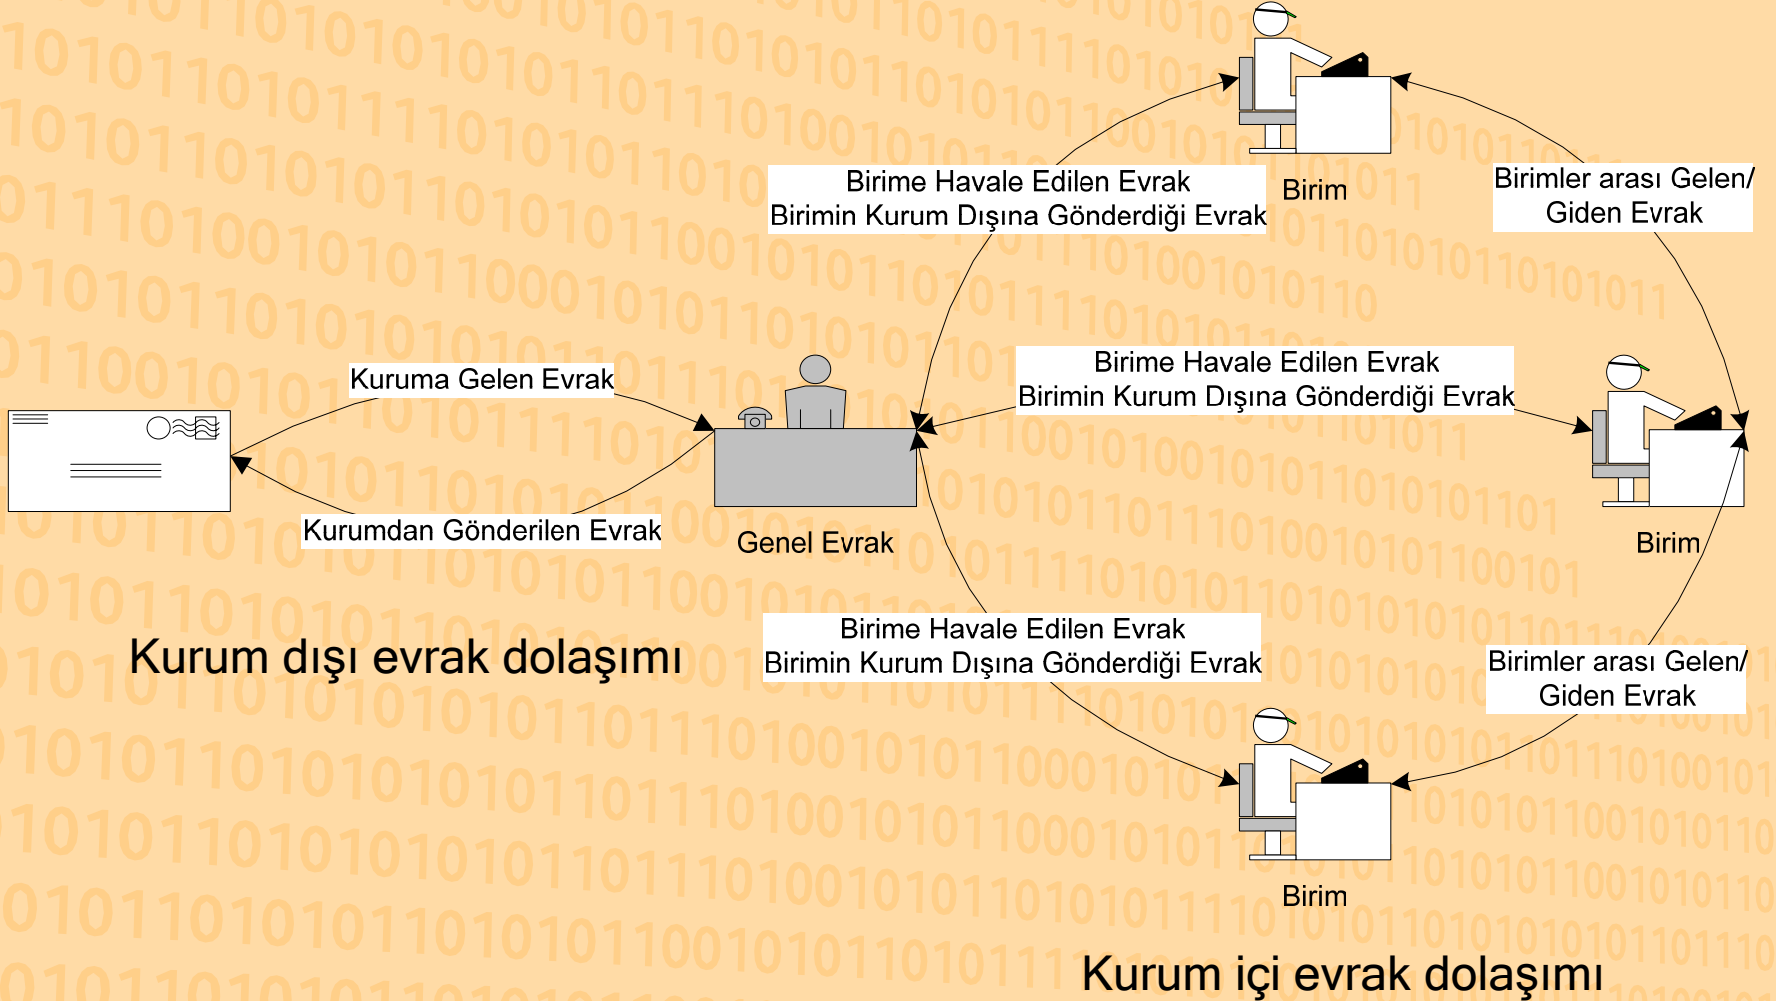 Birime Havale Edilen Evrak
Birimin Kurum Dışına Gönderdiği Evrak
Birim
Birimler arası Gelen/
Giden Evrak
Kuruma Gelen Evrak
Birime Havale Edilen Evrak
Birimin Kurum Dışına Gönderdiği Evrak
Kurumdan Gönderilen Evrak
Genel Evrak
Birim
Kurum dışı evrak dolaşımı
Birime Havale Edilen Evrak
Birimin Kurum Dışına Gönderdiği Evrak
Birimler arası Gelen/
Giden Evrak
Birim
Kurum içi evrak dolaşımı